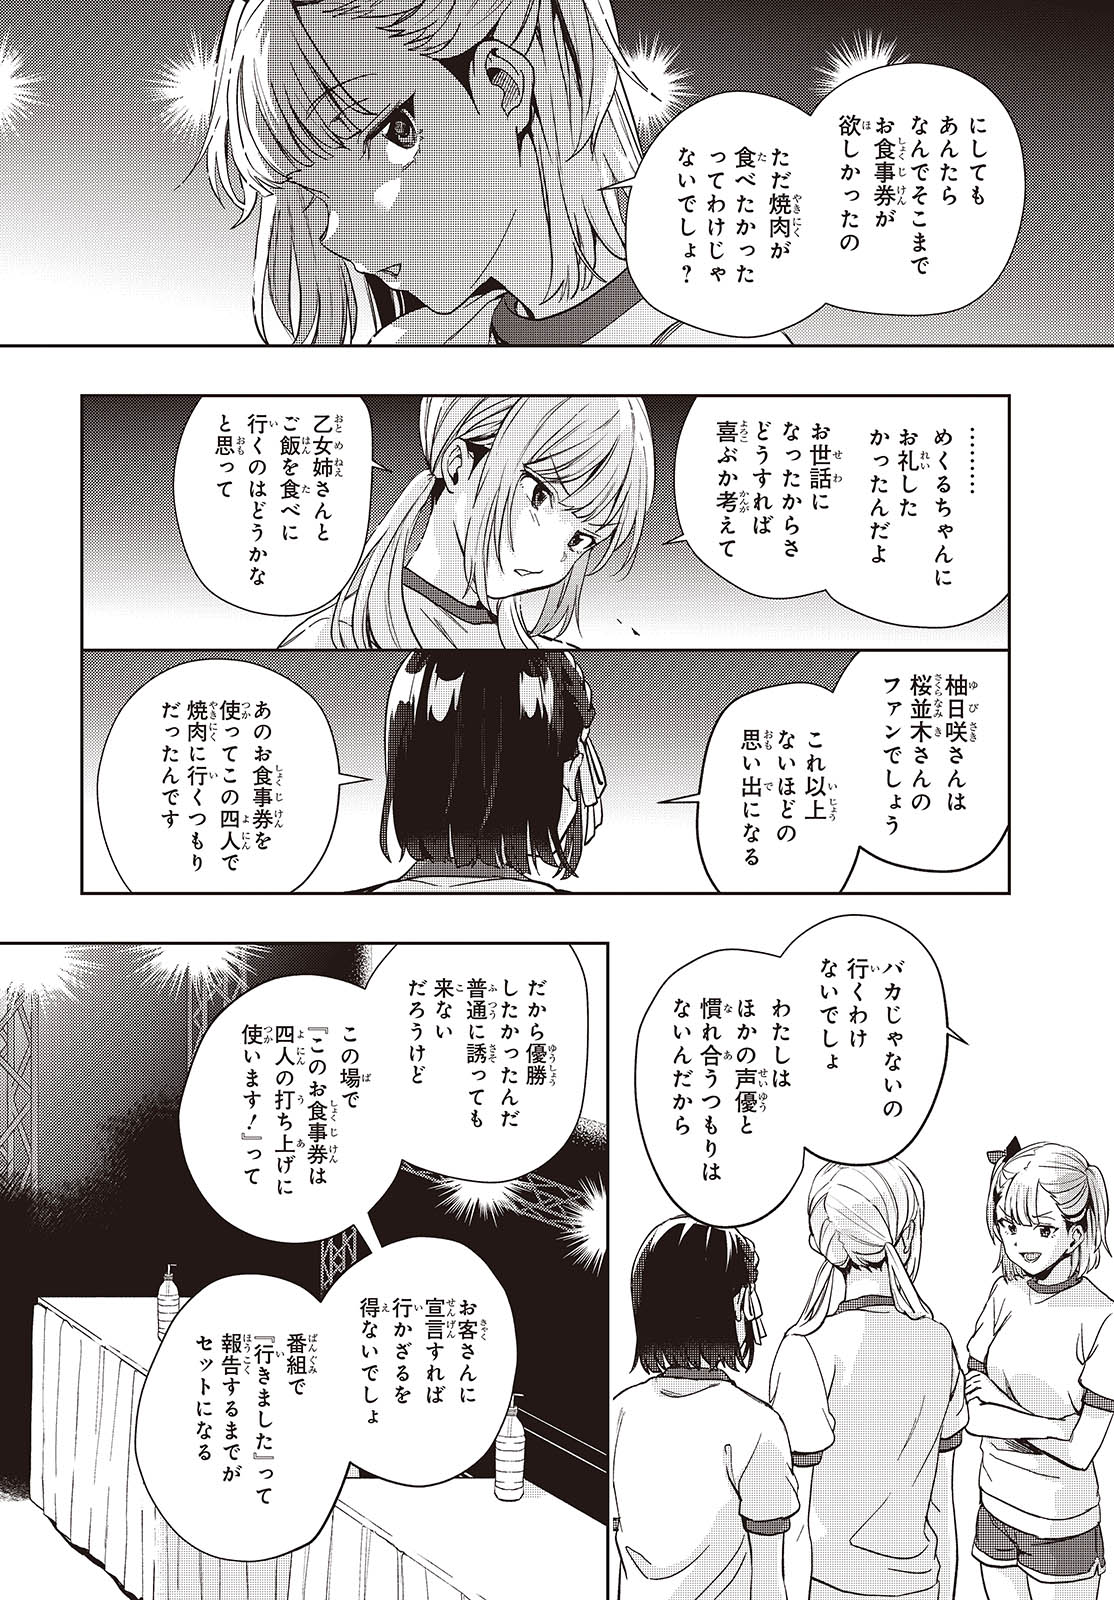 にしても
あんたら
なんでそこまで
お食事券が
欲しかったの
ただ焼肉が
食べたかった
ってわけじゃ
ないでしょ？
………
めくるちゃんに
お礼した
かったんだよ
お世話に
なったからさ
どうすれば
喜ぶか考えて
乙女姉さんと
ご飯を食べに
行くのはどうかな
と思って
柚日咲さんは
桜並木さんの
ファンでしょう
これ以上
ないほどの
思い出になる
あのお食事券を
使ってこの四人で
焼肉に行くつもり
だったんです
バカじゃないの
行くわけ
ないでしょ
わたしは
ほかの声優と
慣れ合うつもりは
ないんだから
だから優勝
したかったんだ
普通に誘っても
来ない
だろうけど
この場で
『このお食事券は
四人の打ち上げに
使います！』って
お客さんに
宣言すれば
行かざるを
得ないでしょ
番組で
『行きました』って
報告するまでが
セットになる